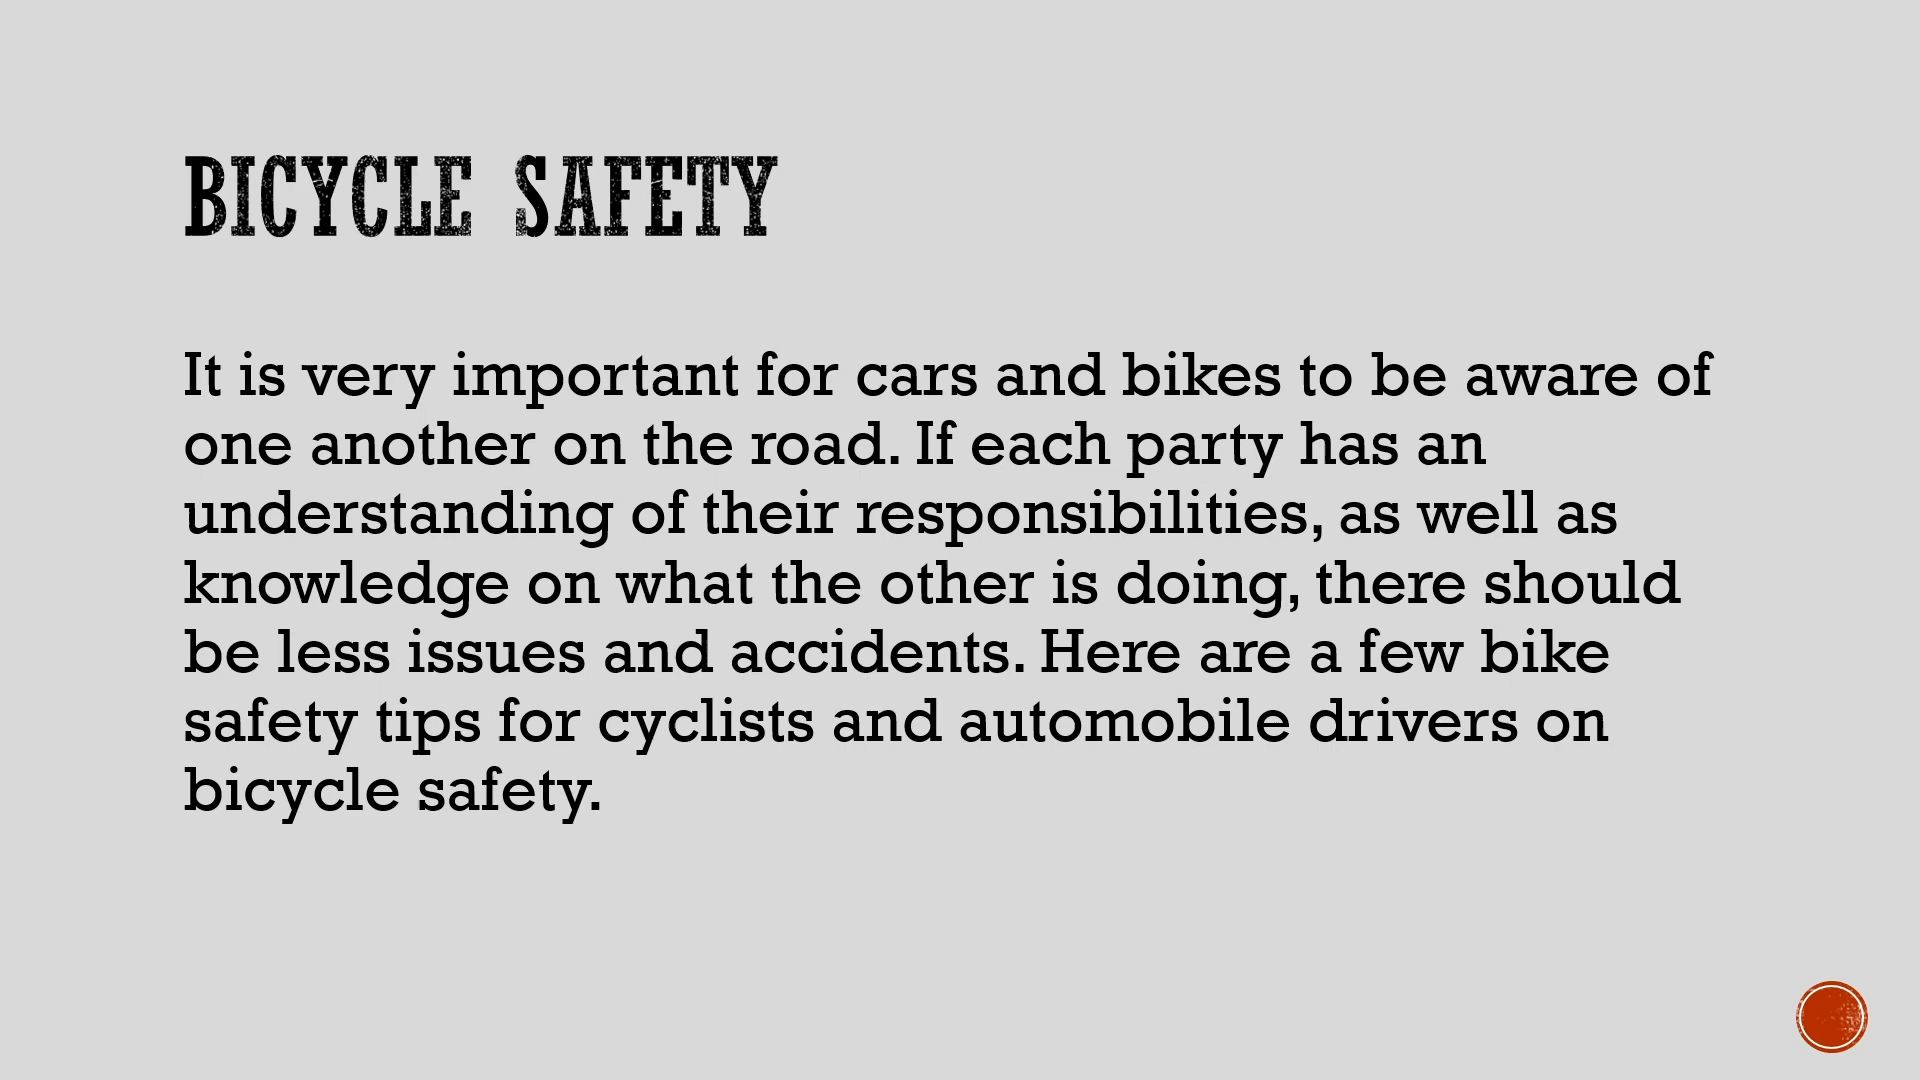 BICYCLE SAFETY
It is very important for cars and bikes to be aware of
one another on the road. If each party has an
understanding of their responsibilities, as well as
knowledge on what the other is doing, there should
be less issues and accidents. Here are a few bike
safety tips for cyclists and automobile drivers on
bicycle safety.